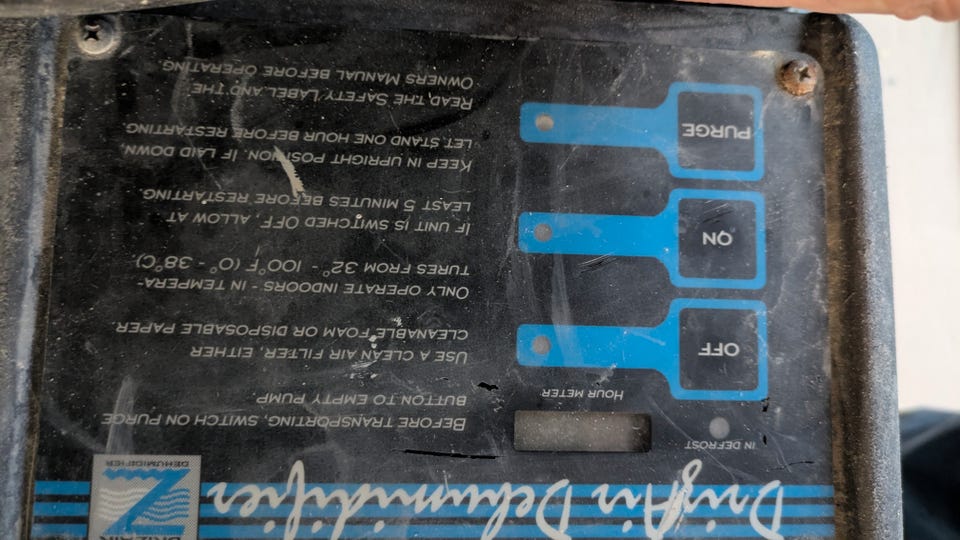 DrizAir Dehumidifier
DRIZAIR
DEHUMIDIFIER
IN DEFROST
HOUR METER
OFF
ON
PURGE
BEFORE TRANSPORTING, SWITCH ON PURGE
BUTTON TO EMPTY PUMP.
USE A CLEAN AIR FILTER, EITHER
CLEANABLE FOAM OR DISPOSABLE PAPER.
ONLY OPERATE INDOORS - IN TEMPERA-
TURES FROM 32° - 100°F (0° - 38°C).
IF UNIT IS SWITCHED OFF, ALLOW AT
LEAST 5 MINUTES BEFORE RESTARTING.
KEEP IN UPRIGHT POSITION. IF LAID DOWN,
LET STAND ONE HOUR BEFORE RESTARTING.
READ THE SAFETY LABEL AND THE
OWNERS MANUAL BEFORE OPERATING